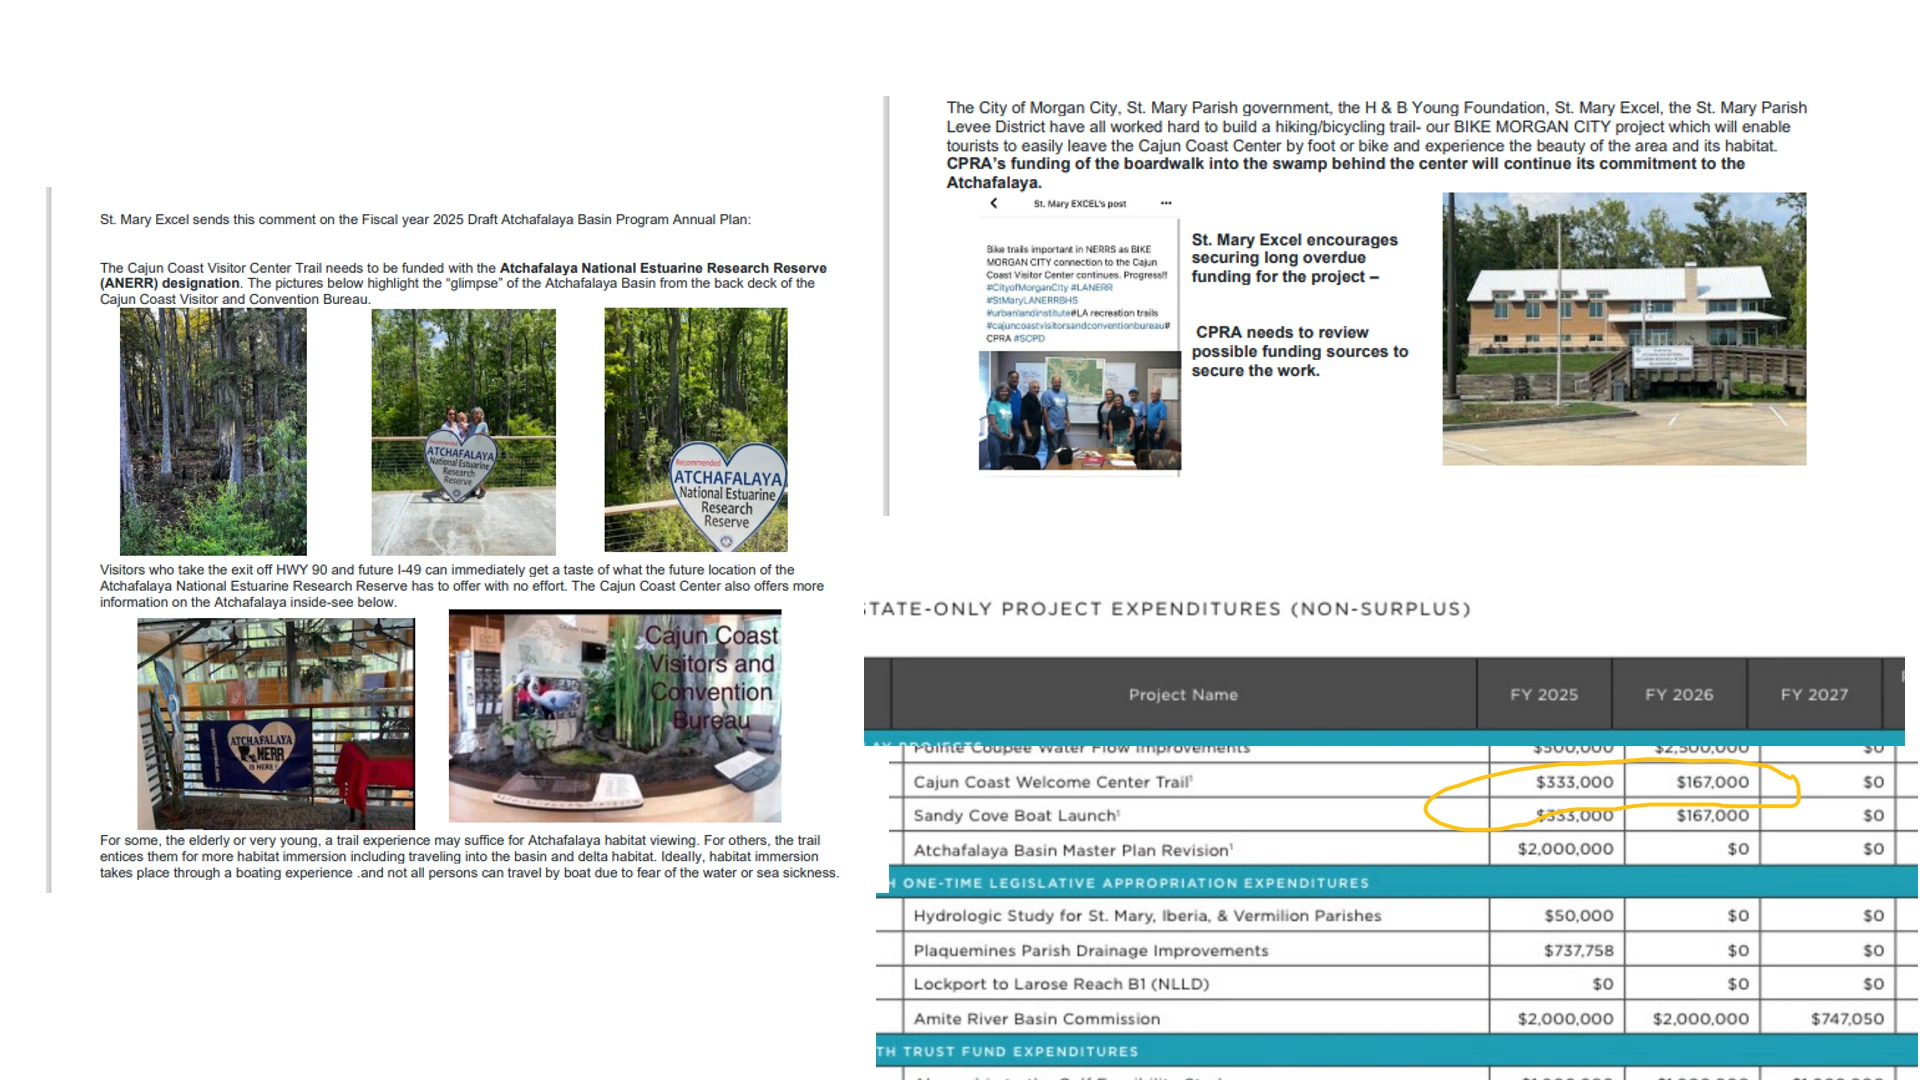 St. Mary Excel sends this comment on the Fiscal year 2025 Draft Atchafalaya Basin Program Annual Plan:
The Cajun Coast Visitor Center Trail needs to be funded with the Atchafalaya National Estuarine Research Reserve
(ANERR) designation. The pictures below highlight the “glimpse” of the Atchafalaya Basin from the back deck of the
Cajun Coast Visitor and Convention Bureau.
Recommended
ATCHAFALAYA
National Estuarine
Research
Reserve
Recommended
ATCHAFALAYA
National Estuarine
Research
Reserve
Visitors who take the exit off HWY 90 and future I-49 can immediately get a taste of what the future location of the
Atchafalaya National Estuarine Research Reserve has to offer with no effort. The Cajun Coast Center also offers more
information on the Atchafalaya inside-see below.
ATCHAFALAYA
NERR
IS HERE!
CAJUN COAST
Cajun Coast
Visitors and
Convention
Bureau
For some, the elderly or very young, a trail experience may suffice for Atchafalaya habitat viewing. For others, the trail
entices them for more habitat immersion including traveling into the basin and delta habitat. Ideally, habitat immersion
takes place through a boating experience .and not all persons can travel by boat due to fear of the water or sea sickness.
The City of Morgan City, St. Mary Parish government, the H & B Young Foundation, St. Mary Excel, the St. Mary Parish
Levee District have all worked hard to build a hiking/bicycling trail- our BIKE MORGAN CITY project which will enable
tourists to easily leave the Cajun Coast Center by foot or bike and experience the beauty of the area and its habitat.
CPRA’s funding of the boardwalk into the swamp behind the center will continue its commitment to the
Atchafalaya.
St. Mary EXCEL's post
Bike trails important in NERRS as BIKE
MORGAN CITY connection to the Cajun
Coast Visitor Center continues. Progress!!
#CityofMorganCity #LANERR
#StMaryLANERRBHS
#urbanlandinstitute#LA recreation trails
#cajuncoastvisitorsandconventionbureau#
CPRA #SCPD
St. Mary Excel encourages
securing long overdue
funding for the project –
CPRA needs to review
possible funding sources to
secure the work.
STATE-ONLY PROJECT EXPENDITURES (NON-SURPLUS)
Project Name FY 2025 FY 2026 FY 2027
Pointe Coupee Water Flow Improvements $500,000 $2,500,000 $0
Cajun Coast Welcome Center Trail¹ $333,000 $167,000 $0
Sandy Cove Boat Launch¹ $333,000 $167,000 $0
Atchafalaya Basin Master Plan Revision¹ $2,000,000 $0 $0
H ONE-TIME LEGISLATIVE APPROPRIATION EXPENDITURES
Hydrologic Study for St. Mary, Iberia, & Vermilion Parishes $50,000 $0 $0
Plaquemines Parish Drainage Improvements $737,758 $0 $0
Lockport to Larose Reach B1 (NLLD) $0 $0 $0
Amite River Basin Commission $2,000,000 $2,000,000 $747,050
TH TRUST FUND EXPENDITURES